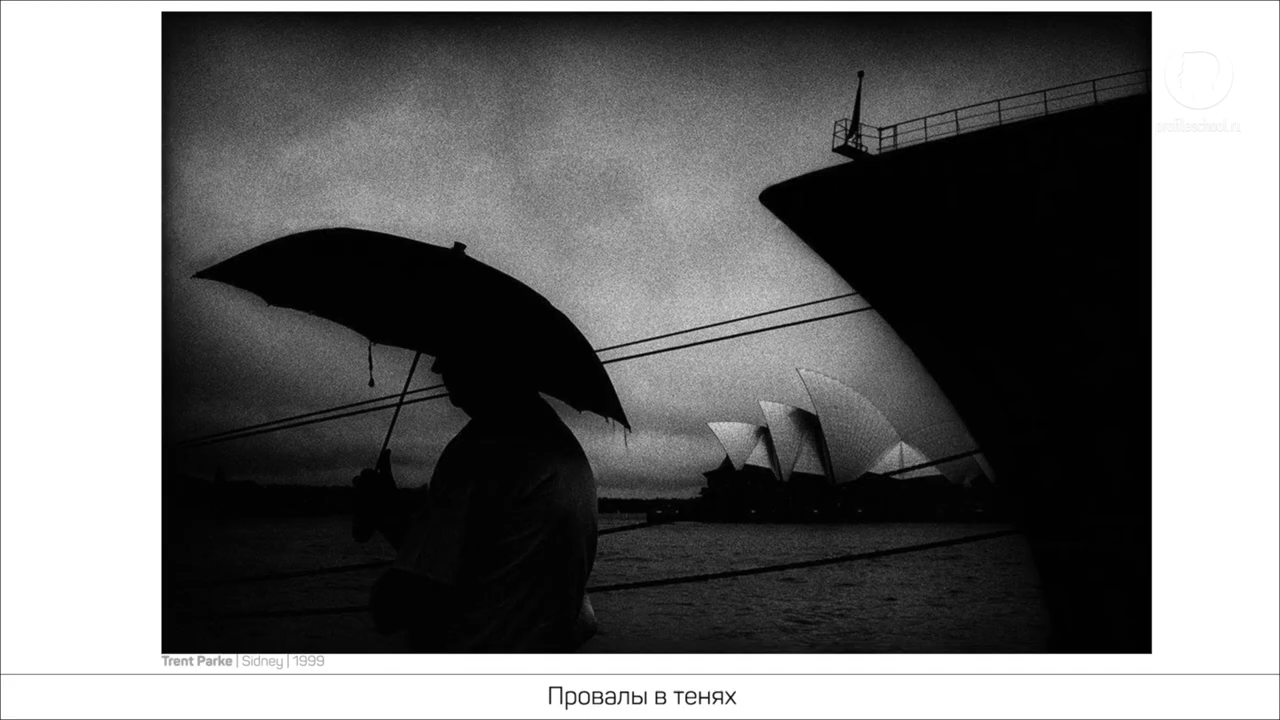 Trent Parke | Sidney | 1999
Провалы в тенях